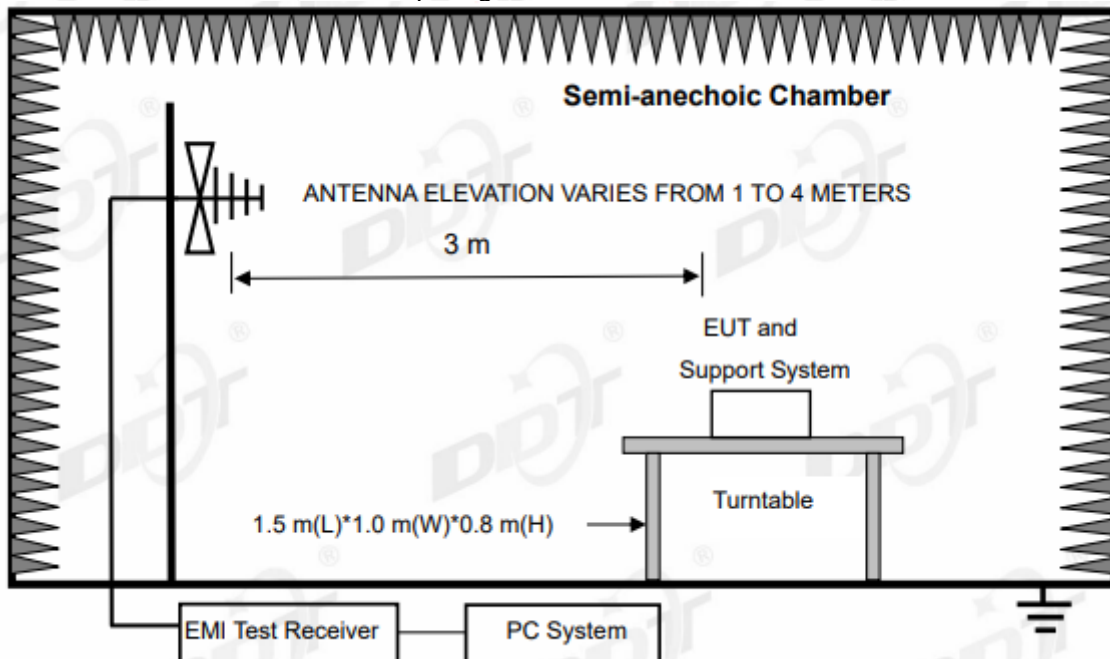 Semi-anechoic Chamber
ANTENNA ELEVATION VARIES FROM 1 TO 4 METERS
3 m
EUT and
Support System
Turntable
1.5 m(L)*1.0 m(W)*0.8 m(H)
EMI Test Receiver
PC System
DDT
®